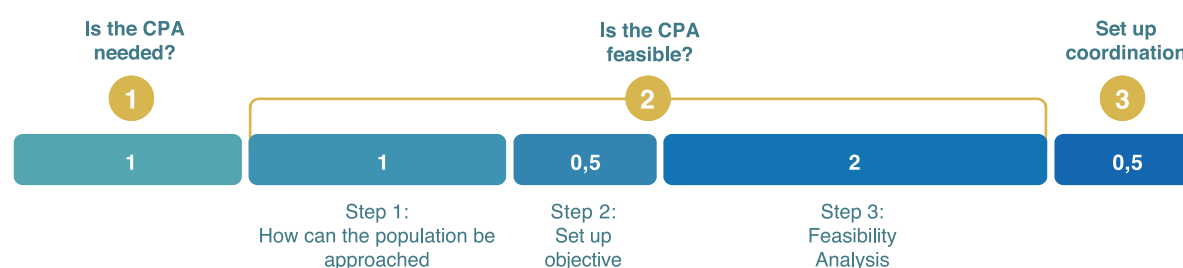 Is the CPA
needed?
Is the CPA
feasible?
Set up
coordination
1
2
3
1
1
0,5
2
0,5
Step 1:
How can the population be
approached
Step 2:
Set up
objective
Step 3:
Feasibility
Analysis